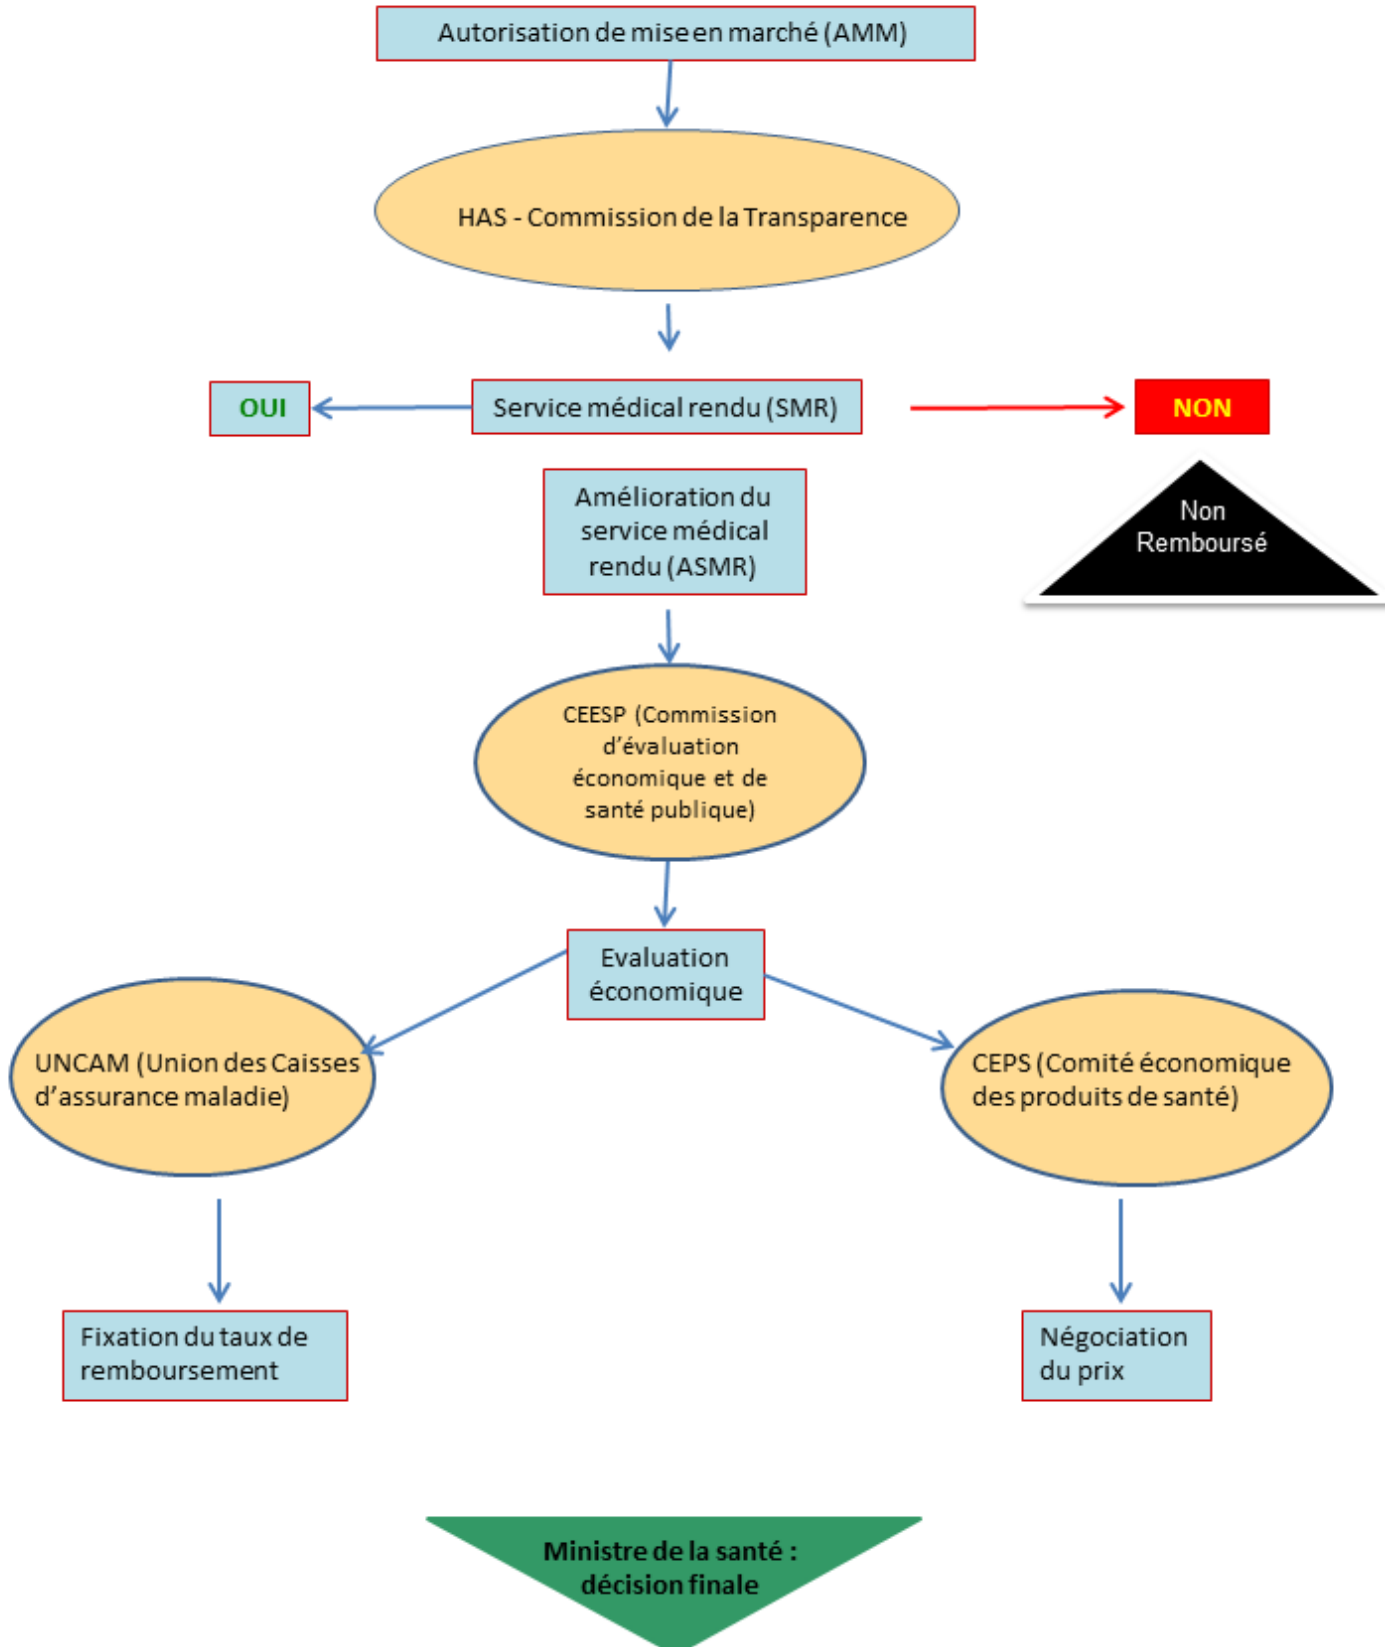 Autorisation de mise en marché (AMM)
HAS - Commission de la Transparence
OUI
Service médical rendu (SMR)
NON
Amélioration du
service médical
rendu (ASMR)
Non
Remboursé
CEESP (Commission
d’évaluation
économique et de
santé publique)
Evaluation
économique
UNCAM (Union des Caisses
d’assurance maladie)
CEPS (Comité économique
des produits de santé)
Fixation du taux de
remboursement
Négociation
du prix
Ministre de la santé :
décision finale